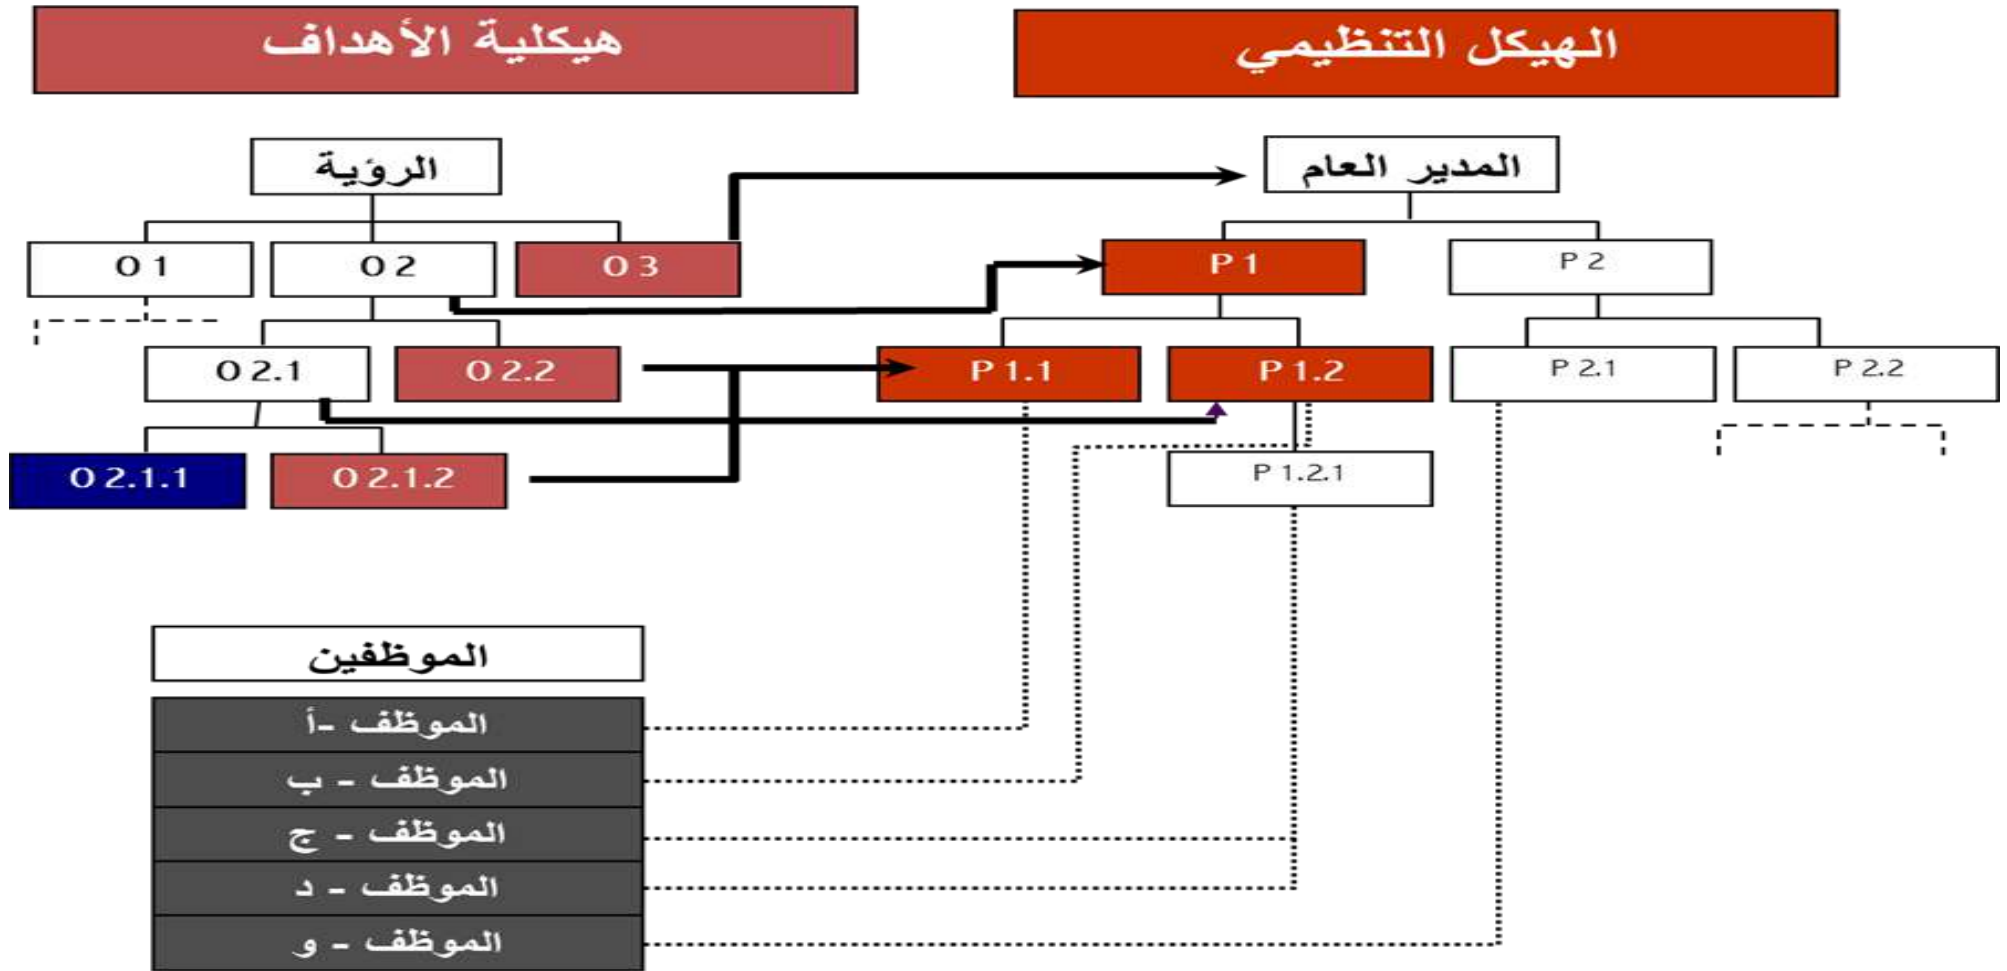 الهيكل التنظيمي
هيكلية الأهداف
المدير العام
الرؤية
O 1
O 2
O 3
P 1
P 2
O 2.1
O 2.2
P 1.1
P 1.2
P 2.1
P 2.2
O 2.1.1
O 2.1.2
P 1.2.1
الموظفين
الموظف -أ
الموظف - ب
الموظف - ج
الموظف - د
الموظف - و